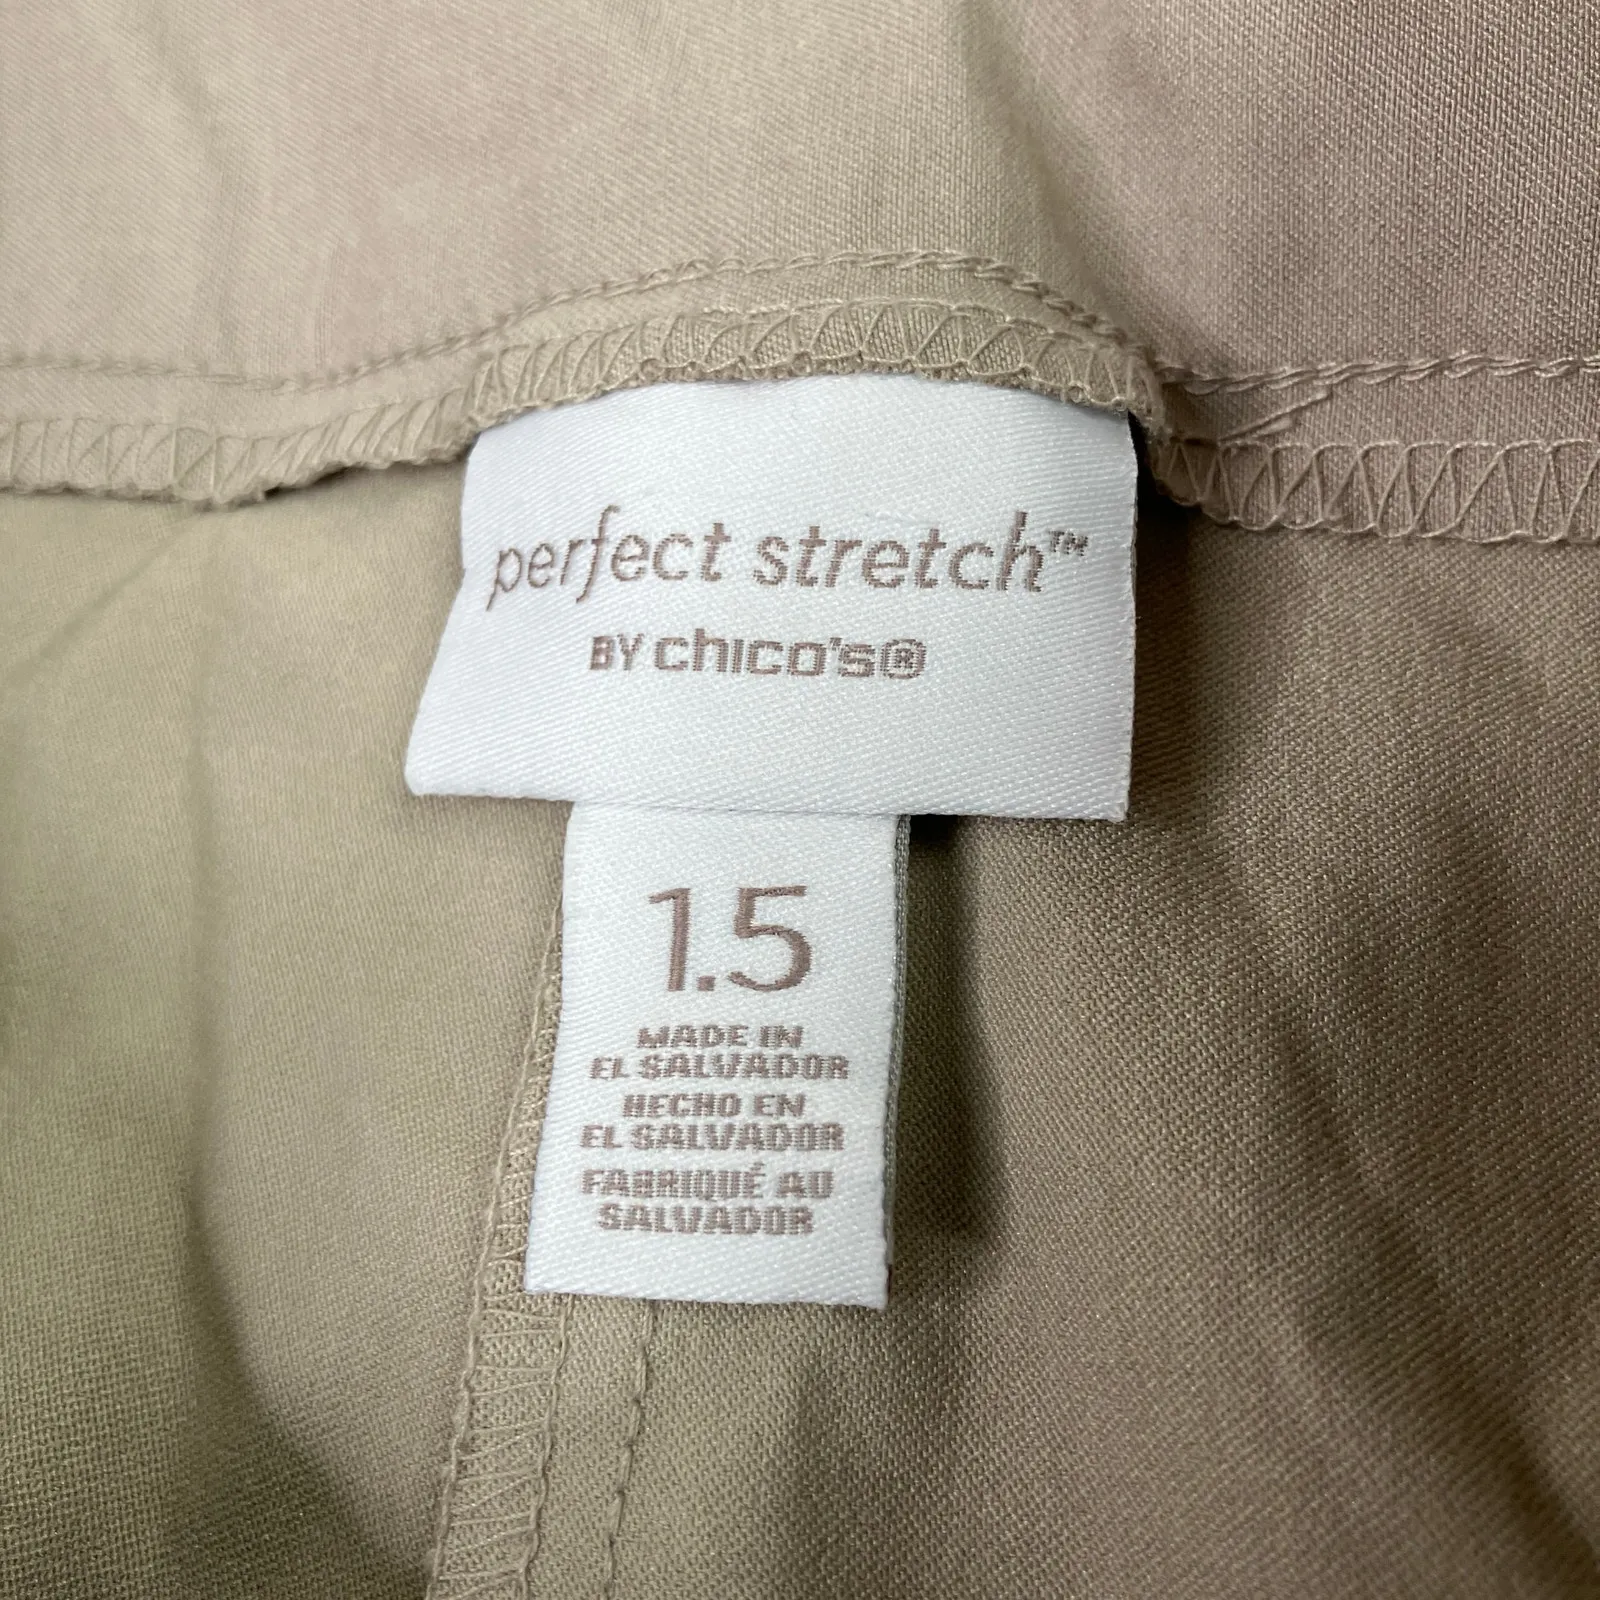 perfect stretch™
BY chico's®
1.5
MADE IN
EL SALVADOR
HECHO EN
EL SALVADOR
FABRIQUÉ AU
SALVADOR